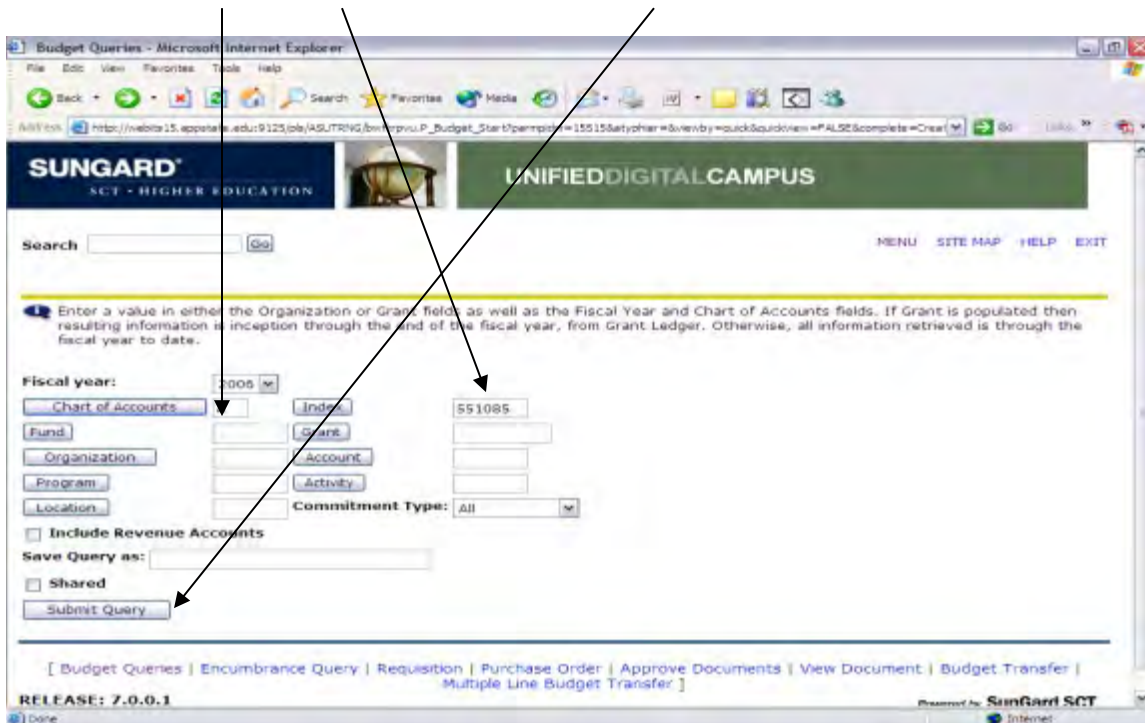 Budget Queries - Microsoft Internet Explorer
File Edit View Favorites Tools Help
Back Search Favorites Media
Address Go Links »
SUNGARD®
SCT · HIGHER EDUCATION
UNIFIEDDIGITALCAMPUS
Search Go
MENU SITE MAP HELP EXIT
Enter a value in either the Organization or Grant fields as well as the Fiscal Year and Chart of Accounts fields. If Grant is populated then
resulting information is inception through the end of the fiscal year, from Grant Ledger. Otherwise, all information retrieved is through the
fiscal year to date.
Fiscal year:
Chart of Accounts Index 551085
Fund Grant
Organization Account
Program Activity
Location Commitment Type: All
Include Revenue Accounts
Save Query as:
Shared
Submit Query
[ Budget Queries | Encumbrance Query | Requisition | Purchase Order | Approve Documents | View Document | Budget Transfer |
Multiple Line Budget Transfer ]
RELEASE: 7.0.0.1
Powered by SunGard SCT
Done Internet